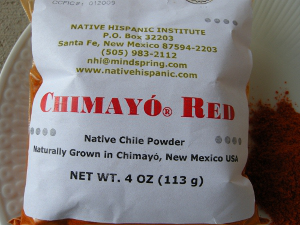 NATIVE HISPANIC INSTITUTE
P.O. Box 32203
Santa Fe, New Mexico 87594-2203
(505) 983-2112
nhi@mindspring.com
www.nativehispanic.com
CHIMAYÓ® RED
Native Chile Powder
Naturally Grown in Chimayó, New Mexico USA
NET WT. 4 OZ (113 g)